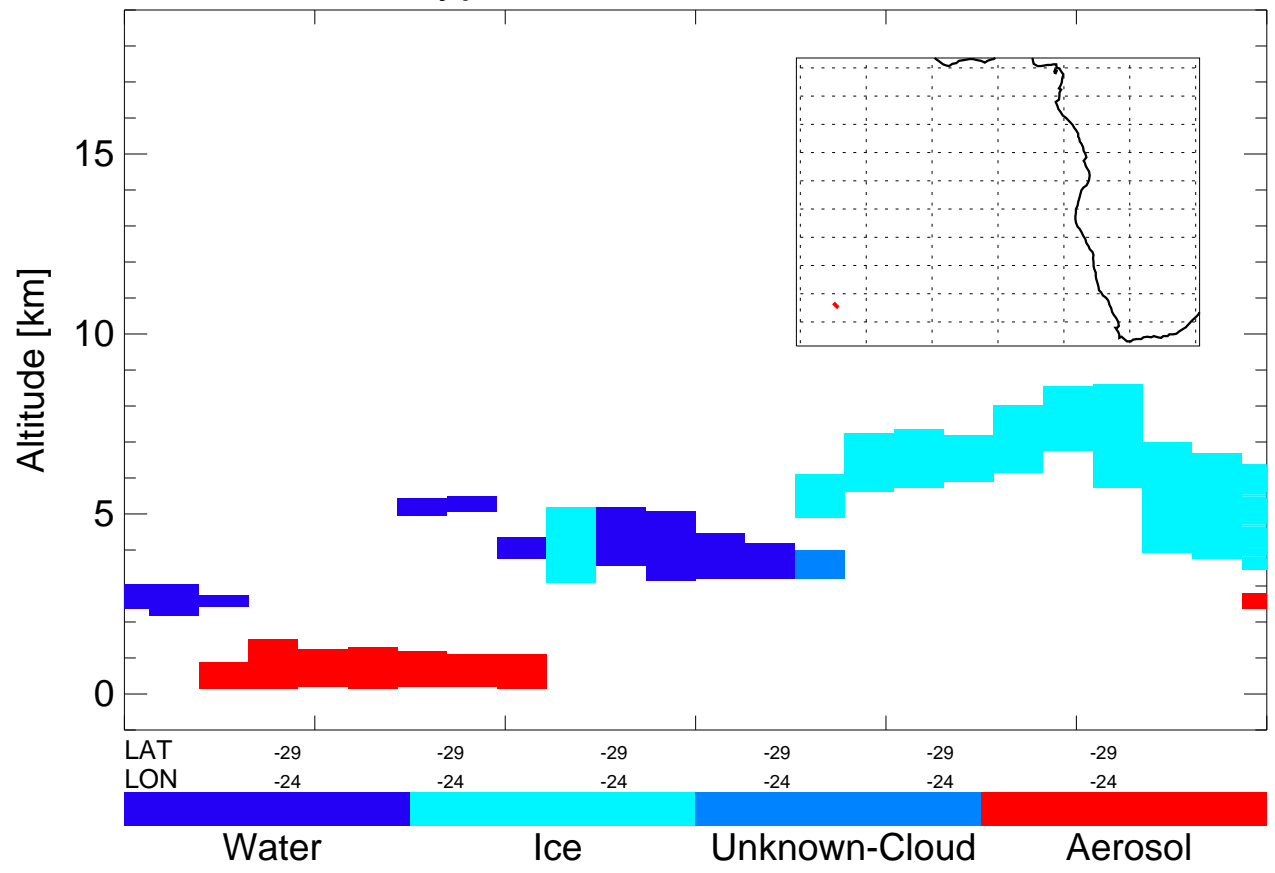 15
10
5
0
Altitude [km]
LAT -29 -29 -29 -29 -29 -29
LON -24 -24 -24 -24 -24 -24
Water Ice Unknown-Cloud Aerosol